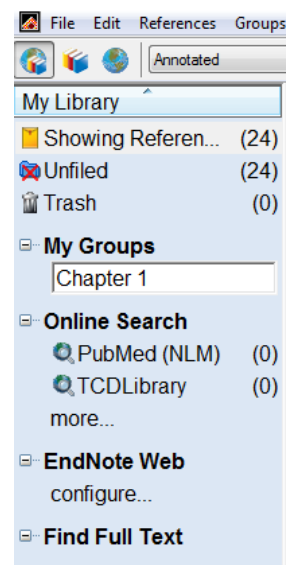 File Edit References Groups
Annotated
My Library
Showing Referen... (24)
Unfiled (24)
Trash (0)
My Groups
Chapter 1
Online Search
PubMed (NLM) (0)
TCDLibrary (0)
more...
EndNote Web
configure...
Find Full Text